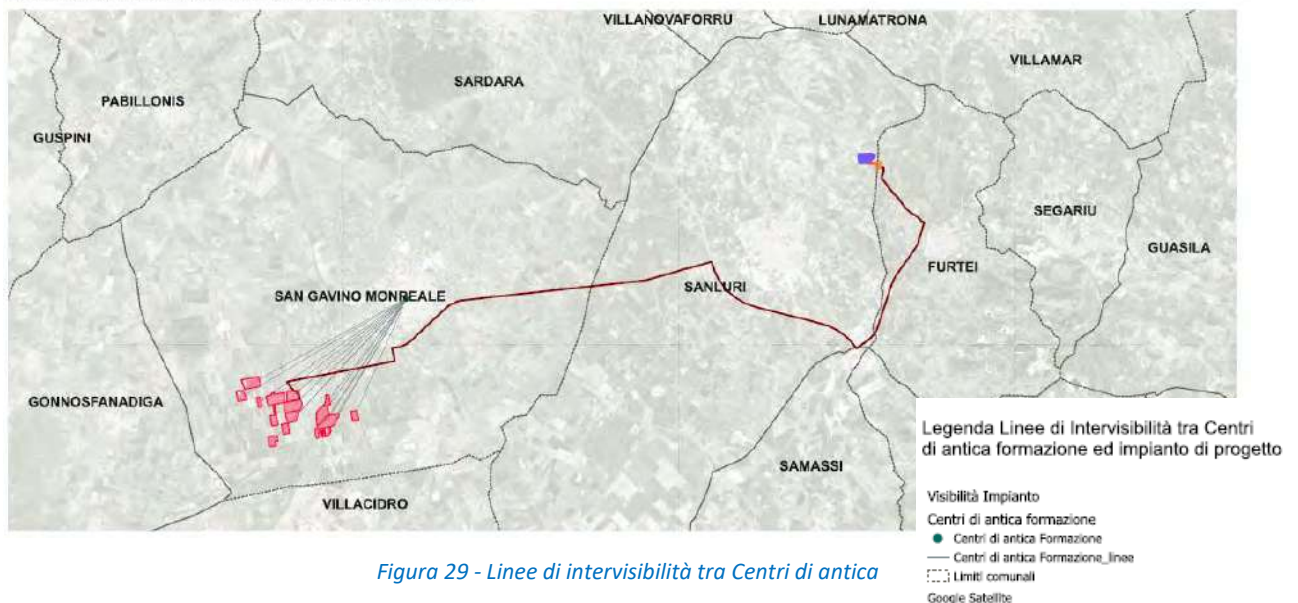 VILLANOVAFORRU
LUNAMATRONA
VILLAMAR
SARDARA
PABILLONIS
GUSPINI
SEGARIU
GUASILA
FURTEI
SANLURI
SAN GAVINO MONREALE
GONNOSFANADIGA
SAMASSI
VILLACIDRO
Legenda Linee di Intervisibilità tra Centri
di antica formazione ed impianto di progetto
Visibilità Impianto
Centri di antica formazione
Centri di antica Formazione
Centri di antica Formazione_linee
Limiti comunali
Google Satellite
Figura 29 - Linee di intervisibilità tra Centri di antica